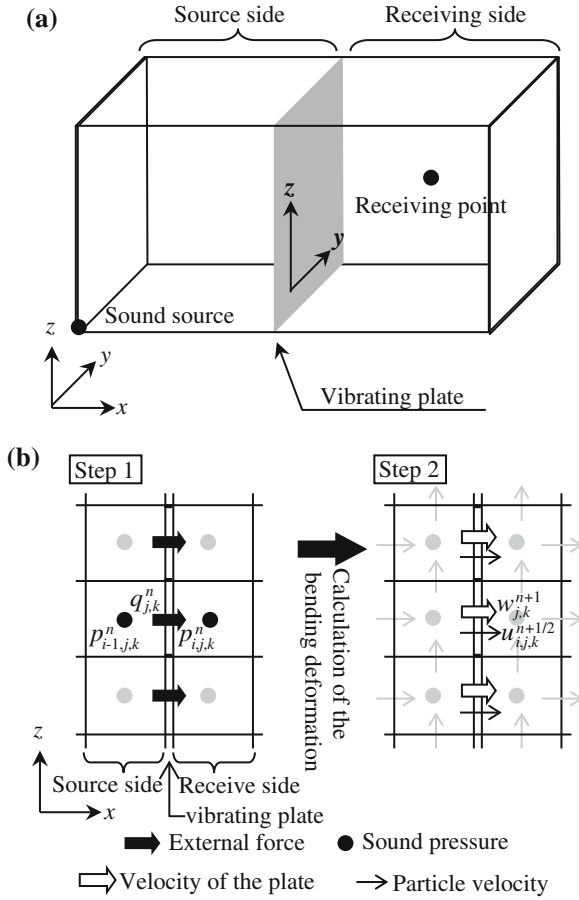 (a)
Source side
Receiving side
z
y
Receiving point
Sound source
z
y
x
Vibrating plate
(b)
Step 1
Step 2
q^n_{j,k}
p^n_{i-1,j,k}
p^n_{i,j,k}
Calculation of the
bending deformation
w^{n+1}_{j,k}
u^{n+1/2}_{i,j,k}
z
x
Source side
Receive side
vibrating plate
External force
Sound pressure
Velocity of the plate
Particle velocity